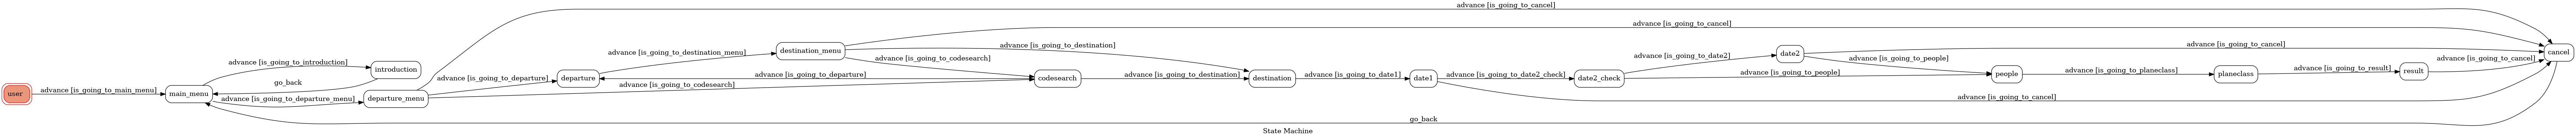 user
advance [is_going_to_main_menu]
main_menu
advance [is_going_to_introduction]
introduction
go_back
advance [is_going_to_departure_menu]
departure_menu
advance [is_going_to_cancel]
advance [is_going_to_departure]
departure
advance [is_going_to_codesearch]
advance [is_going_to_destination_menu]
destination_menu
advance [is_going_to_cancel]
advance [is_going_to_destination]
advance [is_going_to_codesearch]
advance [is_going_to_departure]
codesearch
advance [is_going_to_destination]
destination
advance [is_going_to_date1]
date1
advance [is_going_to_date2_check]
date2_check
advance [is_going_to_date2]
date2
advance [is_going_to_cancel]
advance [is_going_to_people]
advance [is_going_to_people]
people
advance [is_going_to_planeclass]
planeclass
advance [is_going_to_result]
result
advance [is_going_to_cancel]
cancel
advance [is_going_to_cancel]
go_back
State Machine